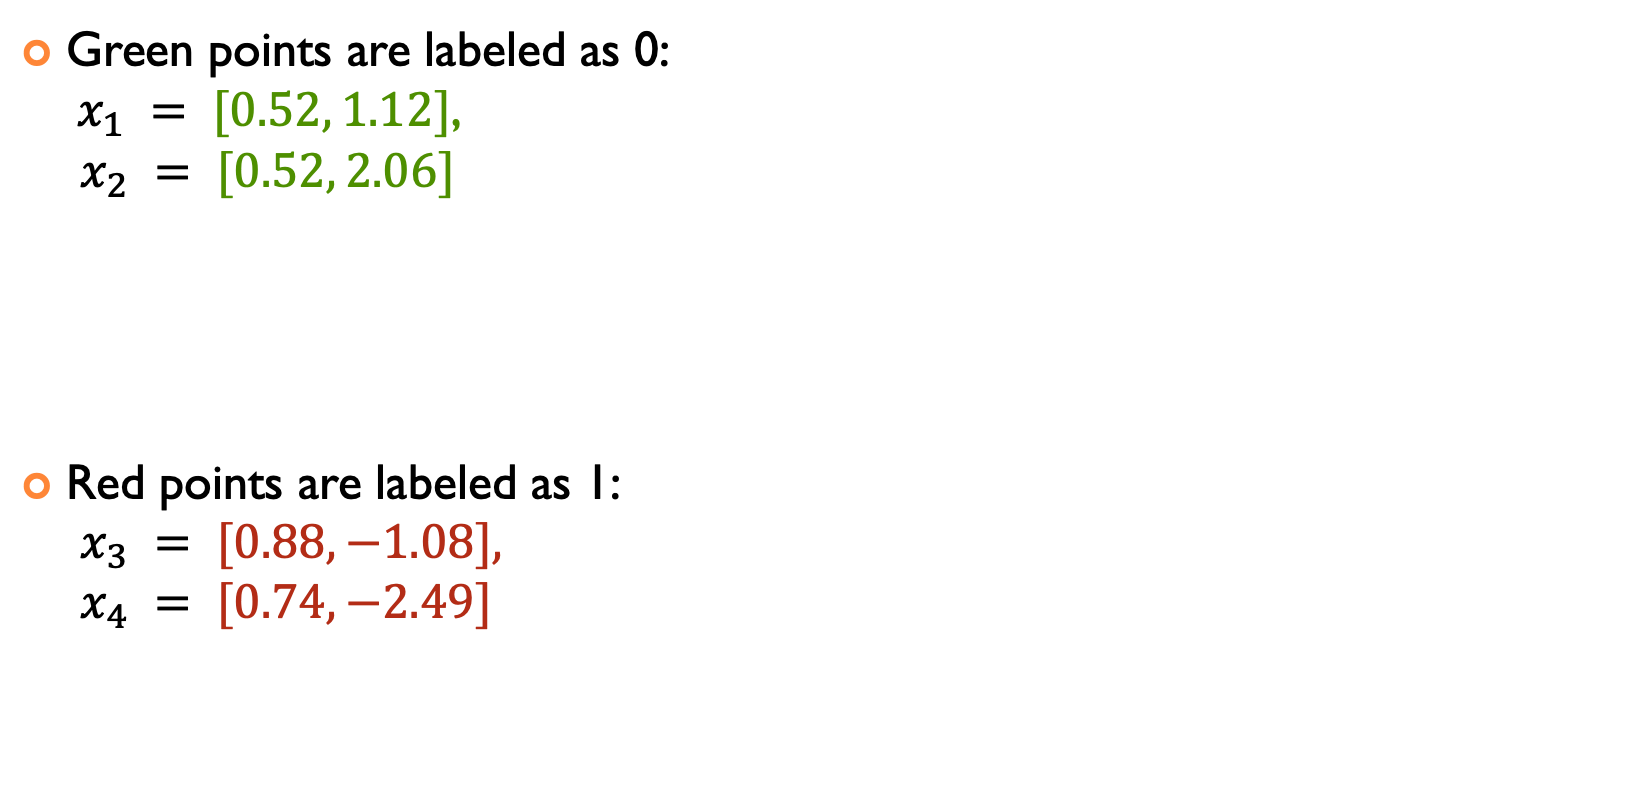 Green points are labeled as 0:
x₁ = [0.52, 1.12],
x₂ = [0.52, 2.06]
Red points are labeled as 1:
x₃ = [0.88, −1.08],
x₄ = [0.74, −2.49]